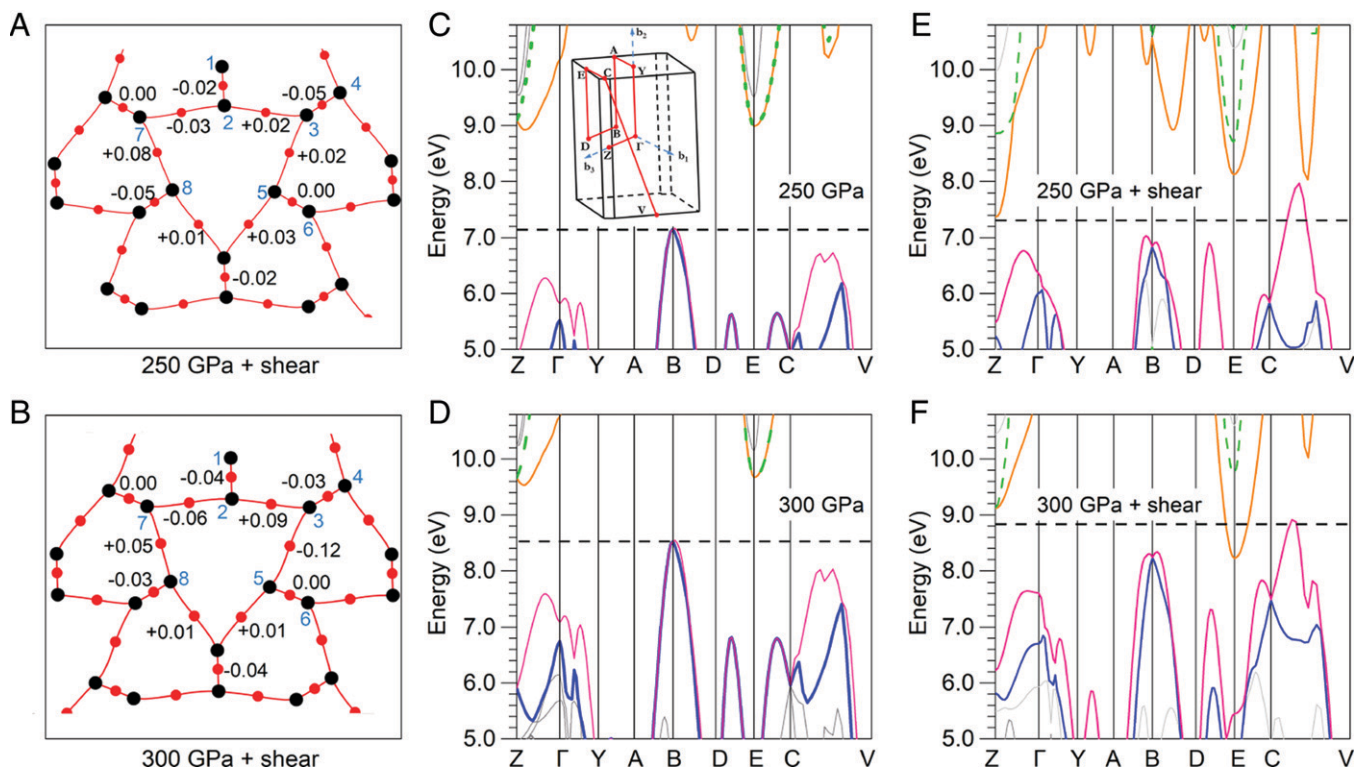 A
1
0.00
-0.02
-0.05
4
7
-0.03
2
+0.02
3
+0.08
+0.02
-0.05
8
5
0.00
6
+0.01
+0.03
-0.02
250 GPa + shear
B
1
0.00
-0.04
-0.03
4
7
-0.06
2
+0.09
3
+0.05
-0.12
-0.03
8
5
0.00
6
+0.01
+0.01
-0.04
300 GPa + shear
C
Energy (eV)
10.0
9.0
8.0
7.0
6.0
5.0
b2
A
E
C
Y
B
D
Γ
Z
b3
b1
V
250 GPa
Z Γ Y A B D E C V
D
Energy (eV)
10.0
9.0
8.0
7.0
6.0
5.0
300 GPa
Z Γ Y A B D E C V
E
Energy (eV)
10.0
9.0
8.0
7.0
6.0
5.0
250 GPa + shear
Z Γ Y A B D E C V
F
Energy (eV)
10.0
9.0
8.0
7.0
6.0
5.0
300 GPa + shear
Z Γ Y A B D E C V